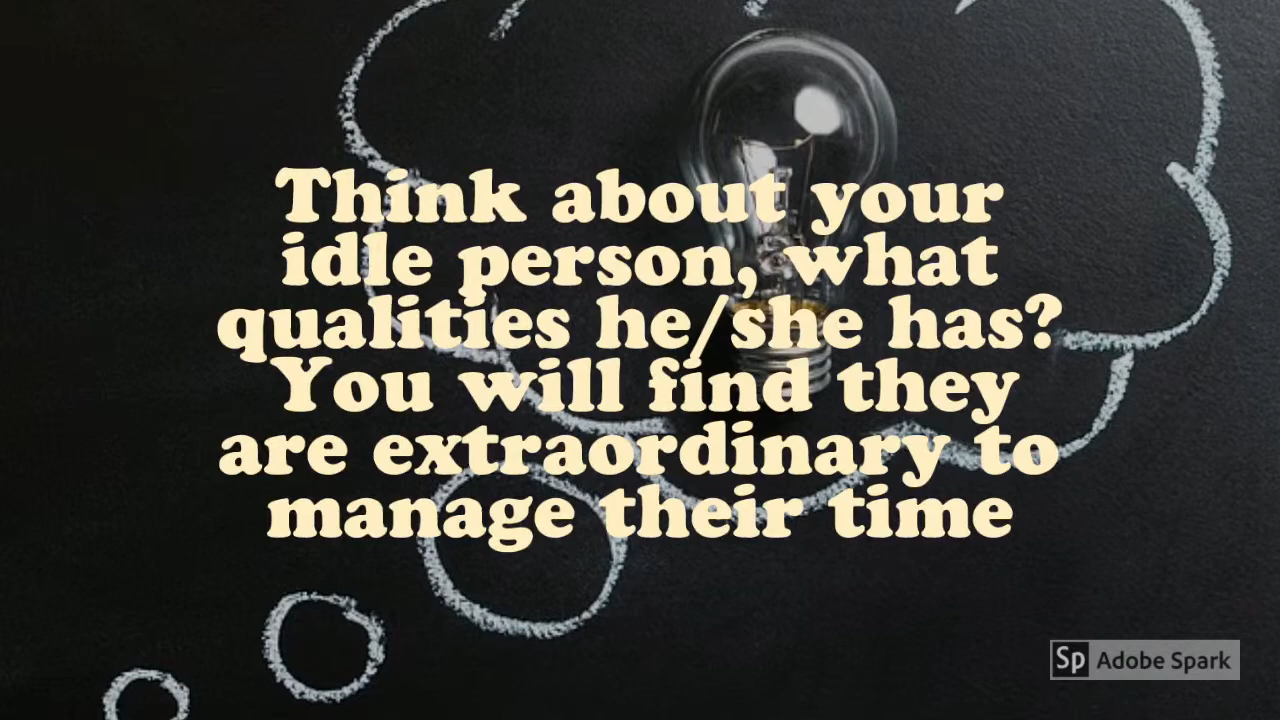 Think about your
idle person, what
qualities he/she has?
You will find they
are extraordinary to
manage their time
Sp Adobe Spark